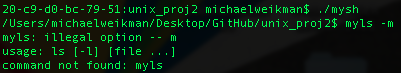 20-c9-d0-bc-79-51:unix_proj2 michaelweikman$ ./mysh
/Users/michaelweikman/Desktop/GitHub/unix_proj2$ myls -m
myls: illegal option -- m
usage: ls [-l] [file ...]
command not found: myls